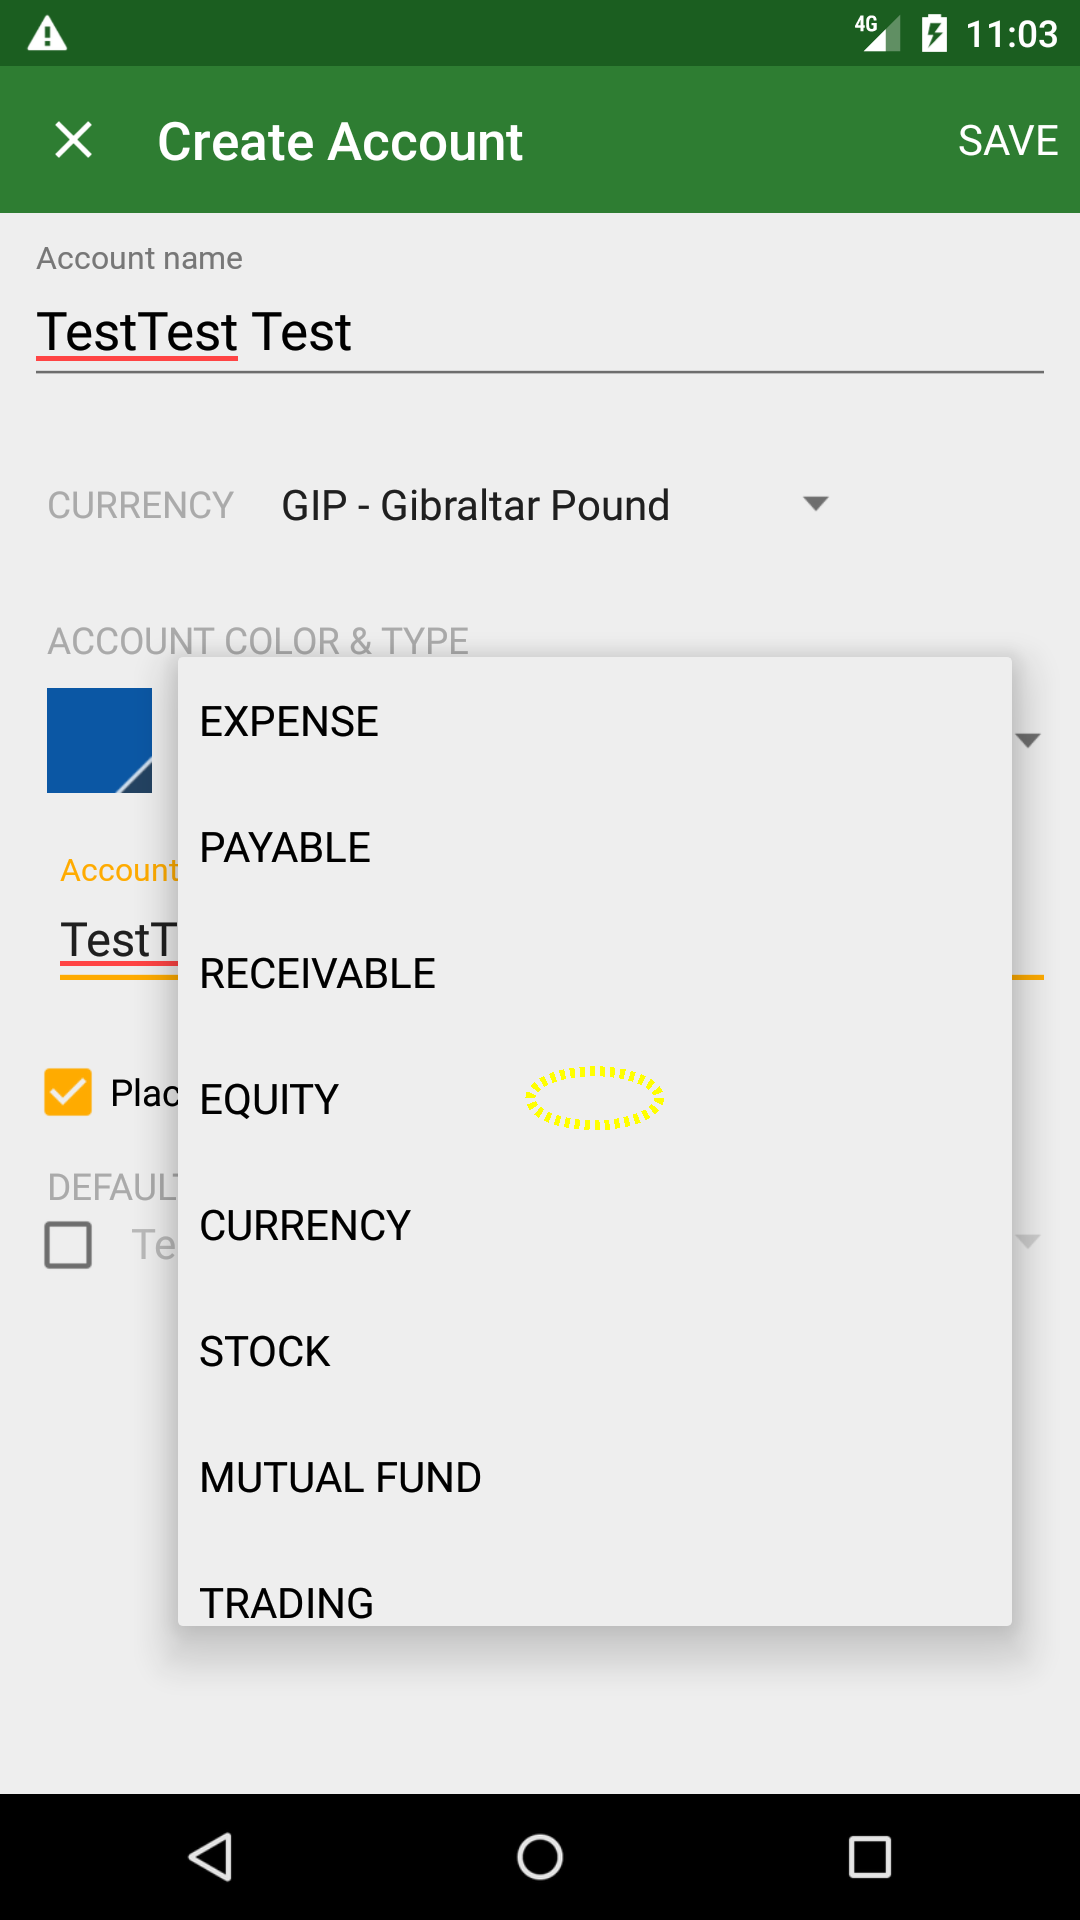 4G 11:03
Create Account SAVE
Account name
TestTest Test
CURRENCY GIP - Gibraltar Pound
ACCOUNT COLOR & TYPE
EXPENSE
PAYABLE
Account
RECEIVABLE
TestT
EQUITY
Plac
DEFAUL
CURRENCY
Te
STOCK
MUTUAL FUND
TRADING